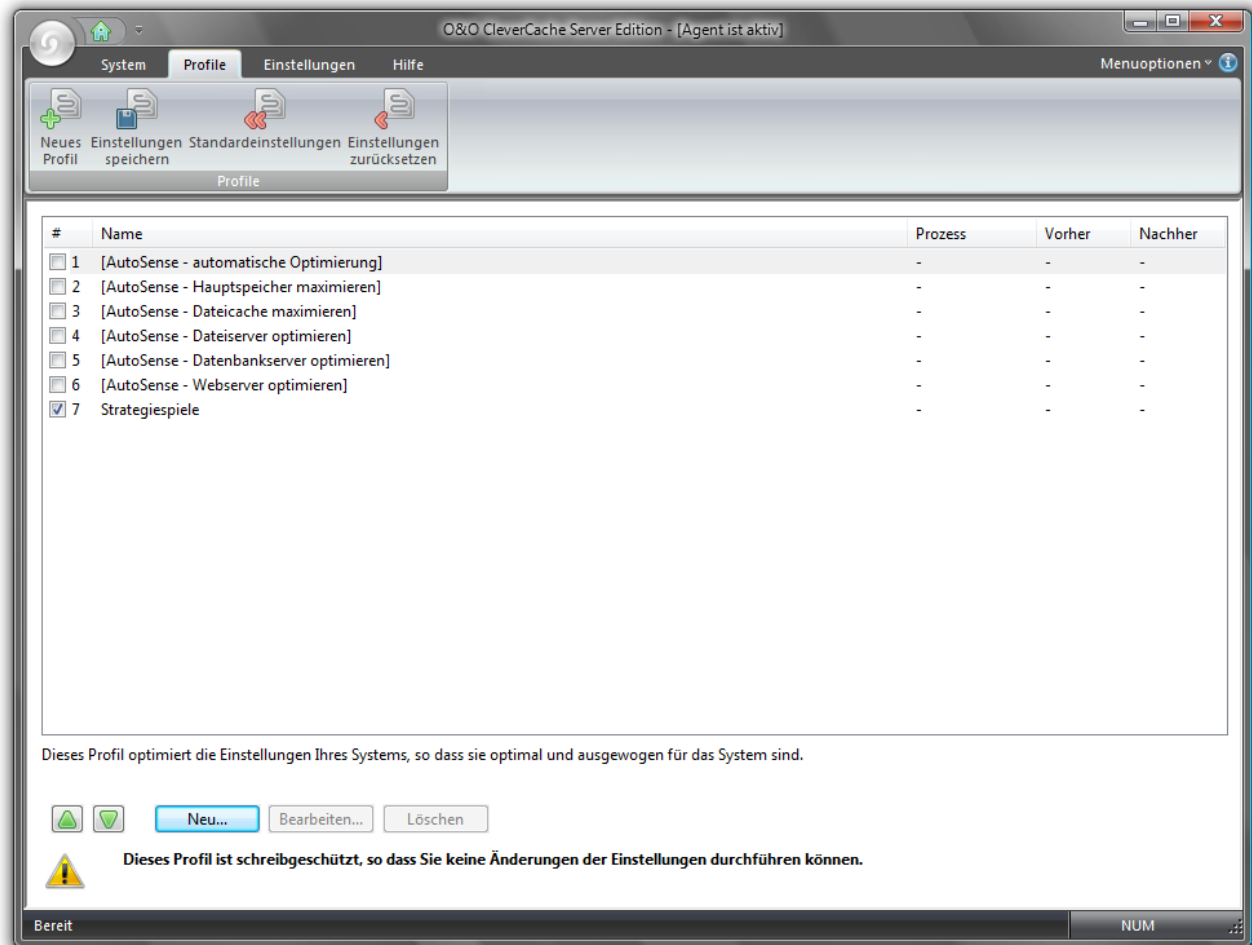 O&O CleverCache Server Edition - [Agent ist aktiv]
System Profile Einstellungen Hilfe Menuoptionen
Neues Einstellungen Standardeinstellungen Einstellungen
Profil speichern zurücksetzen
Profile
# Name Prozess Vorher Nachher
1 [AutoSense - automatische Optimierung] - - -
2 [AutoSense - Hauptspeicher maximieren] - - -
3 [AutoSense - Dateicache maximieren] - - -
4 [AutoSense - Dateiserver optimieren] - - -
5 [AutoSense - Datenbankserver optimieren] - - -
6 [AutoSense - Webserver optimieren] - - -
7 Strategiespiele - - -
Dieses Profil optimiert die Einstellungen Ihres Systems, so dass sie optimal und ausgewogen für das System sind.
Neu... Bearbeiten... Löschen
Dieses Profil ist schreibgeschützt, so dass Sie keine Änderungen der Einstellungen durchführen können.
Bereit NUM